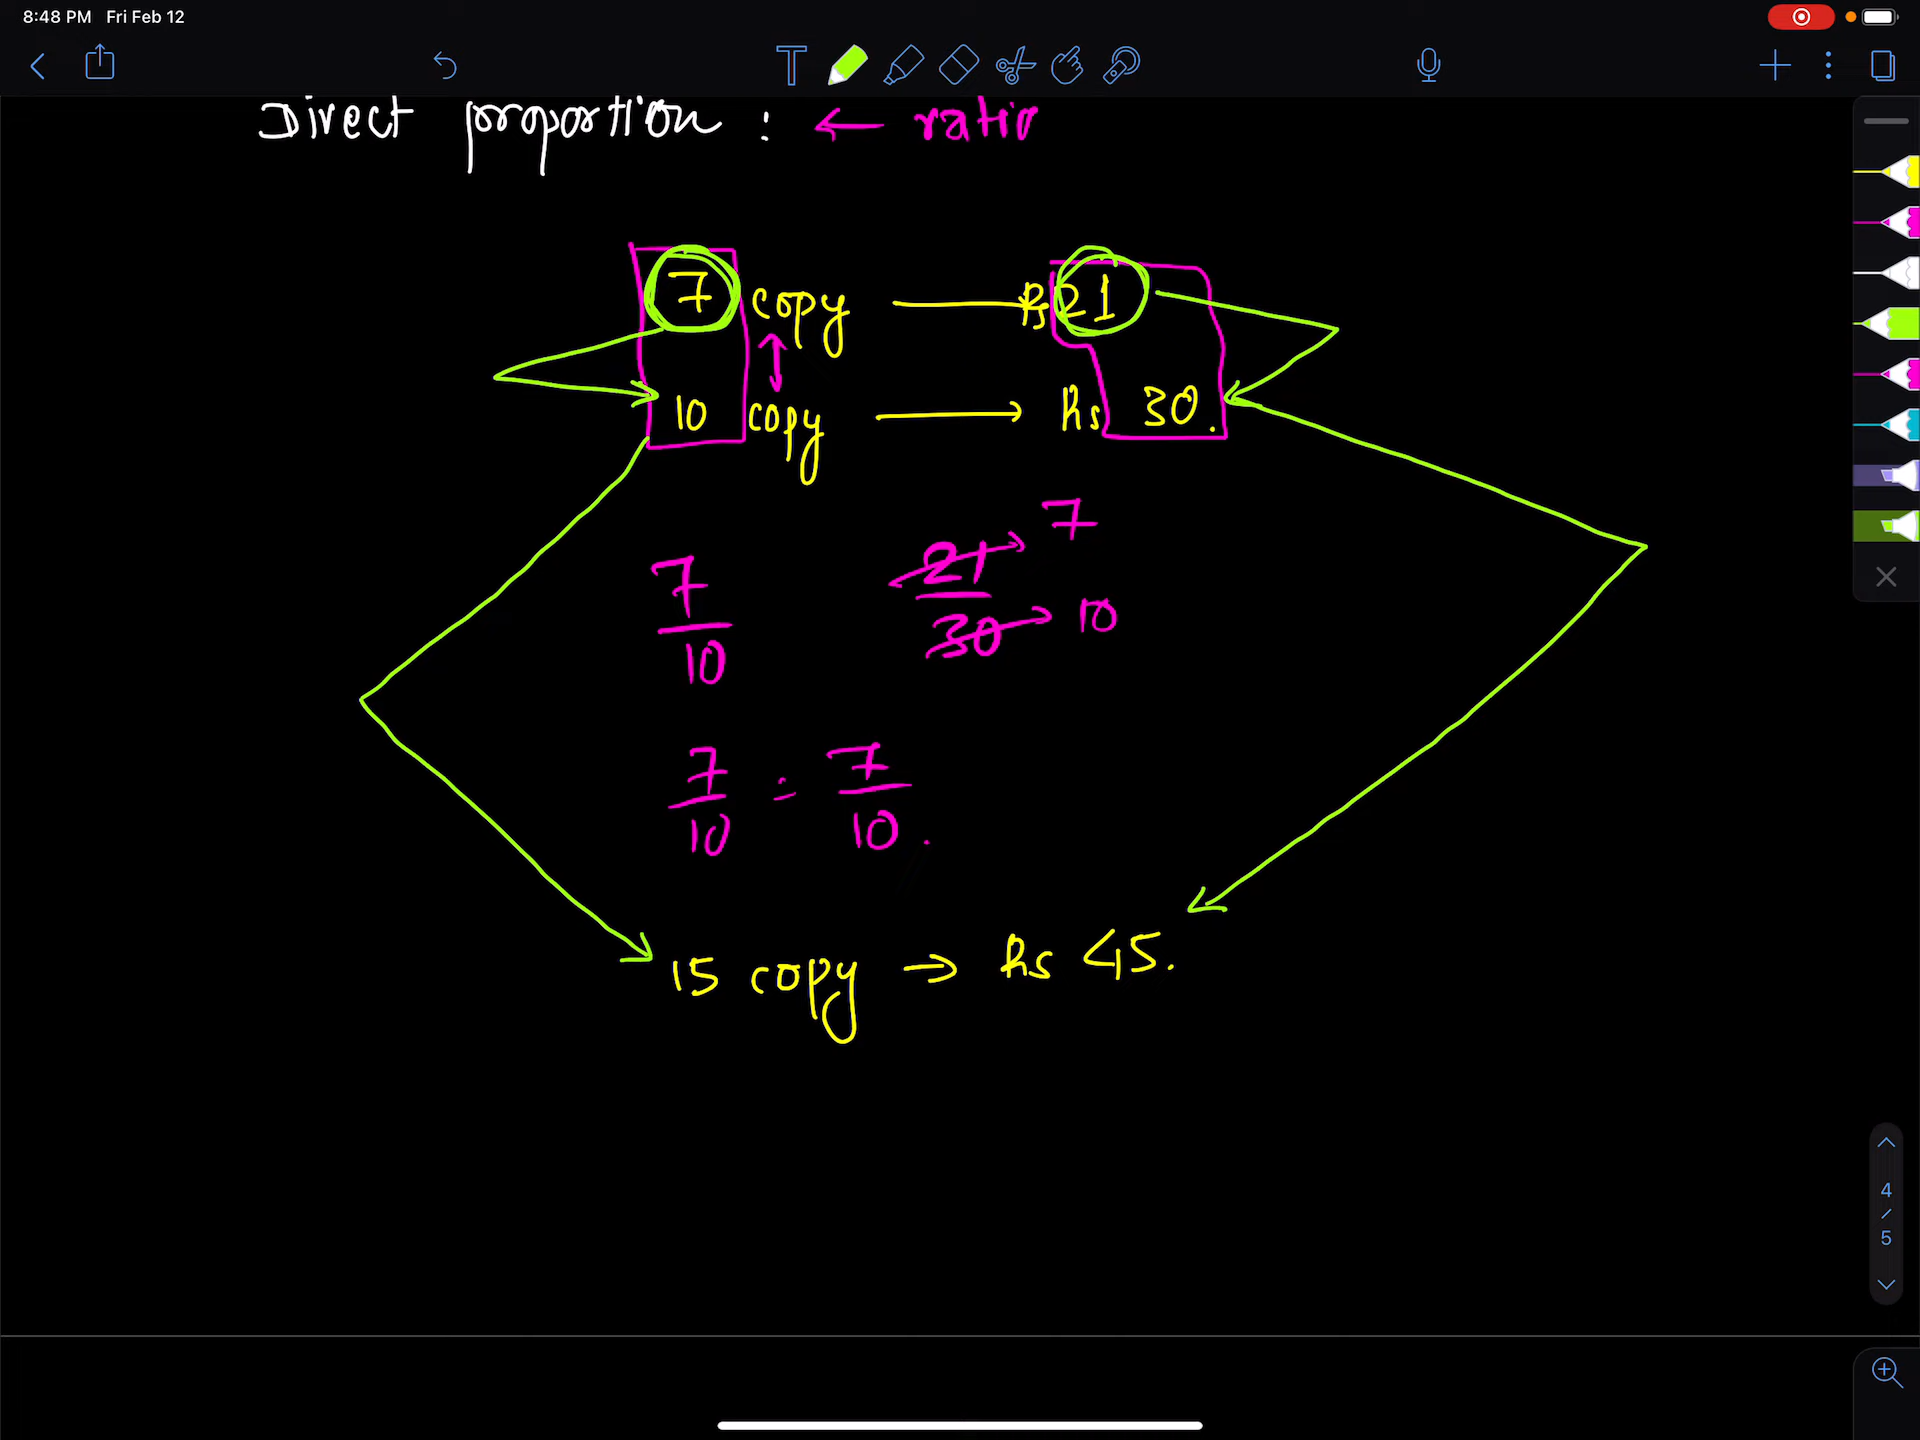 8:48 PM Fri Feb 12
Direct proportion : ← ratio
7 copy — Rs 21
10 copy → Rs 30.
7/10 21/30 → 7 → 10
7/10 = 7/10.
15 copy → Rs 45.
4
/
5